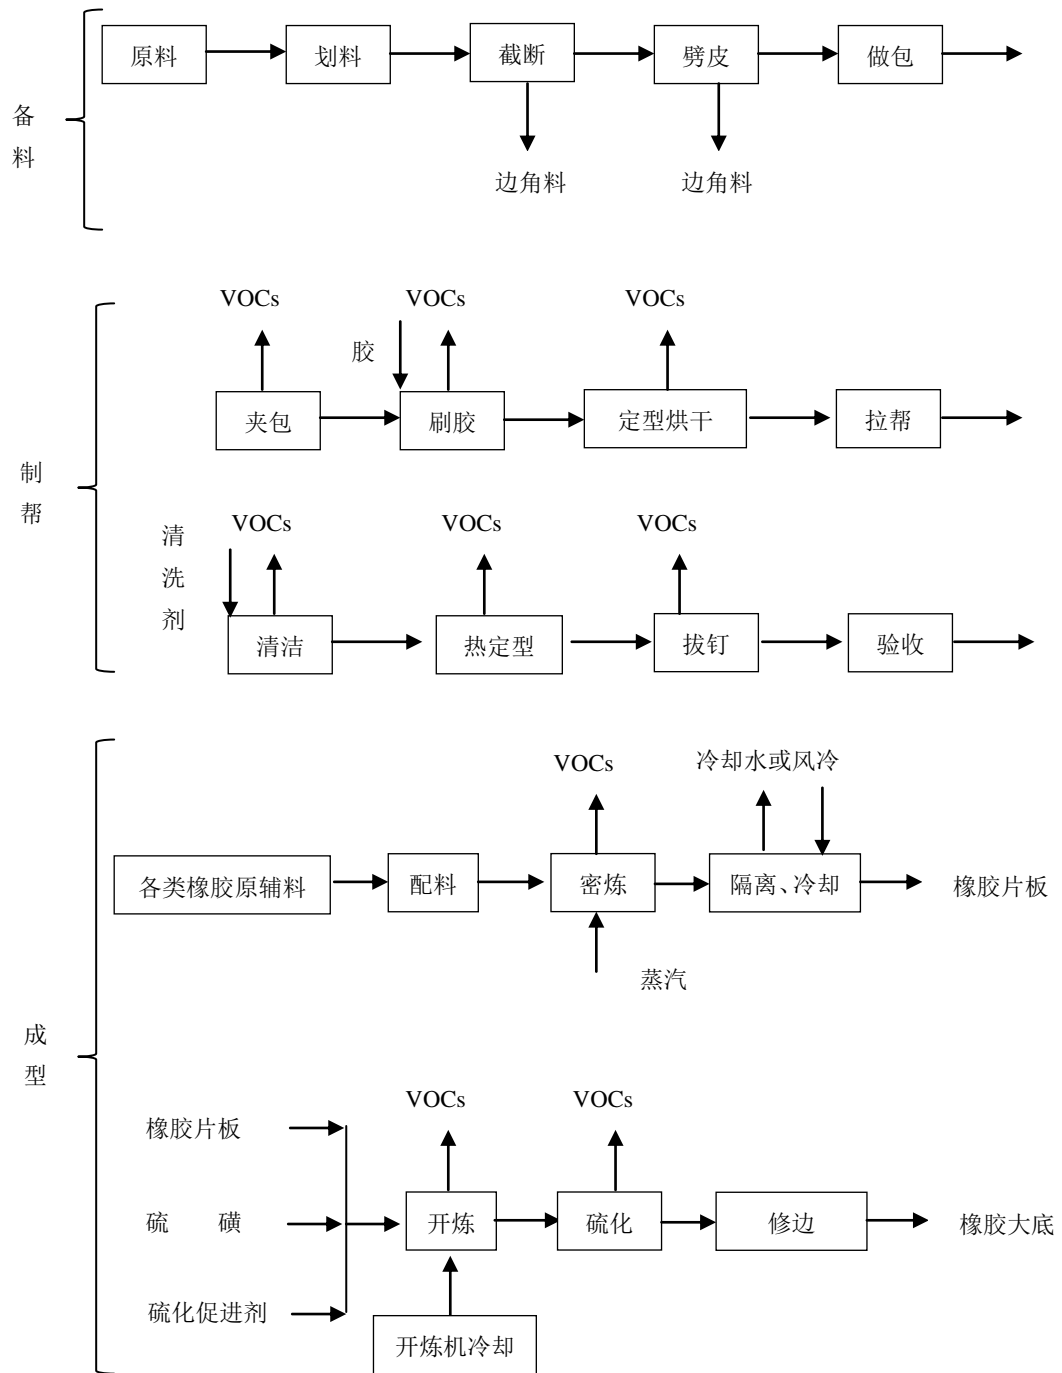 备料
原料
划料
截断
劈皮
做包
边角料
边角料
制帮
VOCs
VOCs
VOCs
胶
夹包
刷胶
定型烘干
拉帮
清洗剂
VOCs
VOCs
VOCs
清洁
热定型
拔钉
验收
成型
VOCs
冷却水或风冷
各类橡胶原辅料
配料
密炼
隔离、冷却
橡胶片板
蒸汽
VOCs
VOCs
橡胶片板
硫 磺
开炼
硫化
修边
橡胶大底
硫化促进剂
开炼机冷却